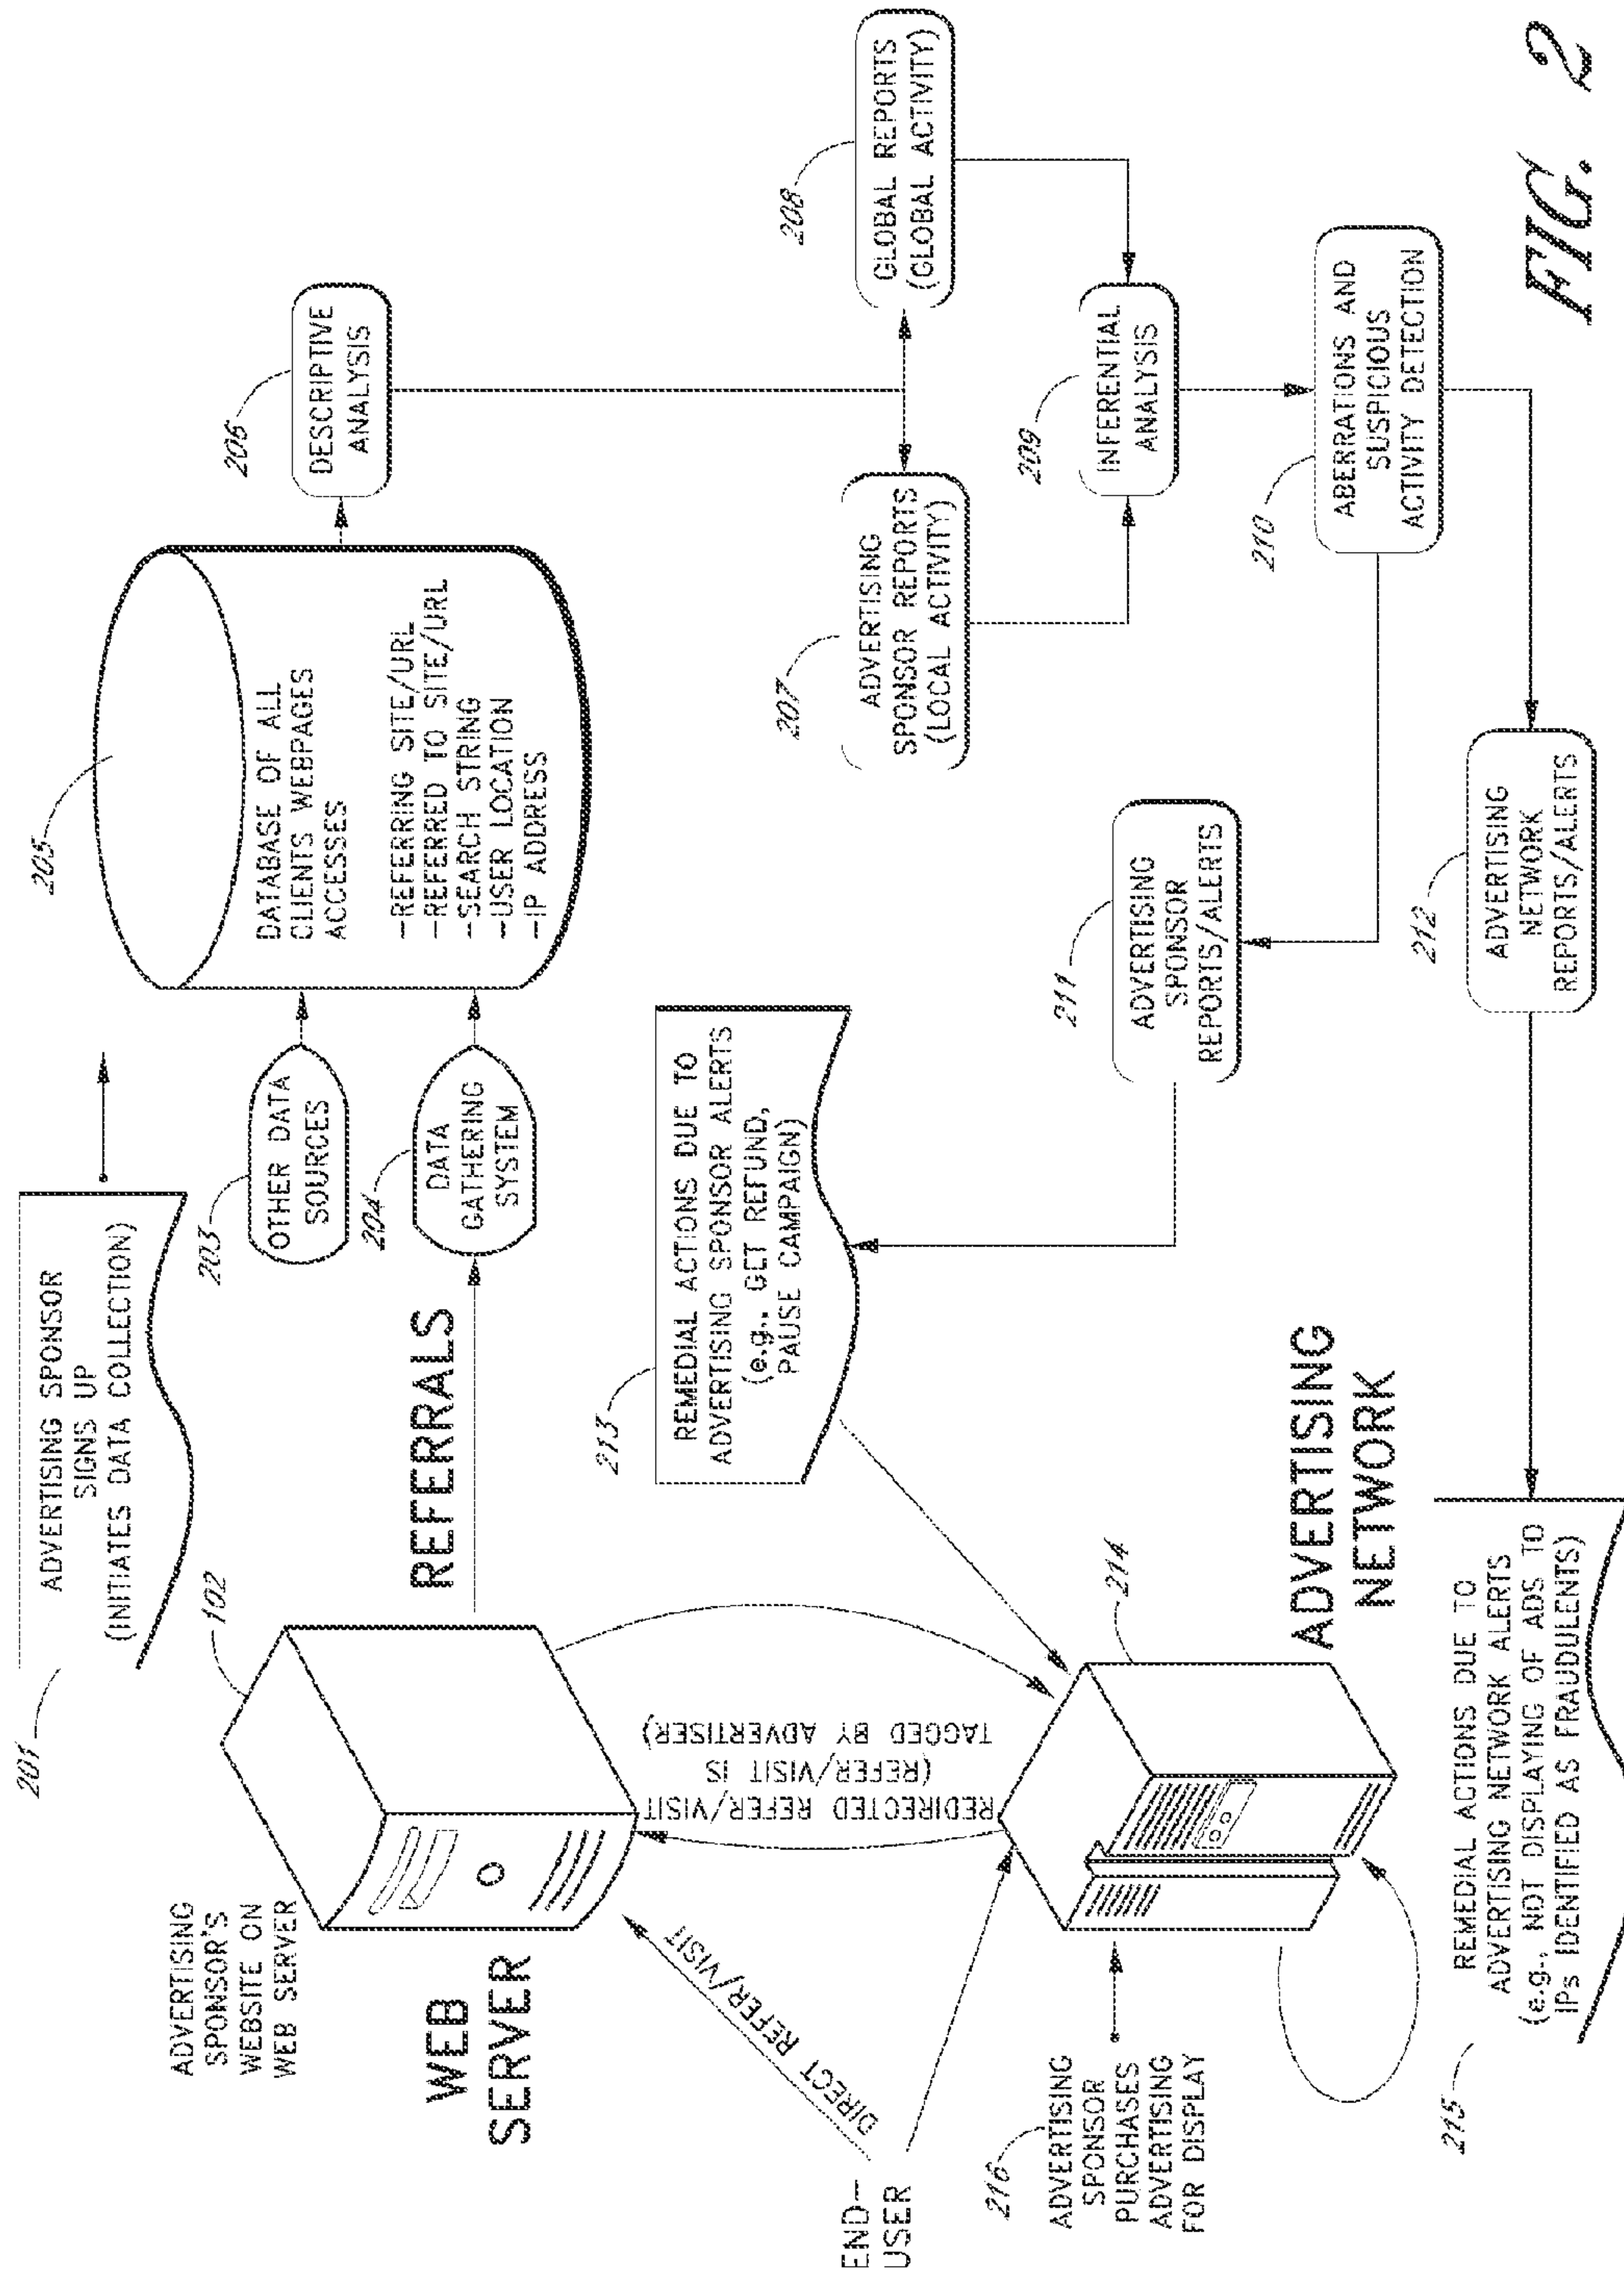 201
ADVERTISING SPONSOR
SIGNS UP
(INITIATES DATA COLLECTION)
ADVERTISING
SPONSOR'S
WEBSITE ON
WEB SERVER
102
WEB
SERVER
REFERRALS
203
OTHER DATA
SOURCES
204
DATA
GATHERING
SYSTEM
205
DATABASE OF ALL
CLIENTS WEBPAGES
ACCESSES
-REFERRING SITE/URL
-REFERRED TO SITE/URL
-SEARCH STRING
-USER LOCATION
-IP ADDRESS
206
DESCRIPTIVE
ANALYSIS
END-
USER
DIRECT REFER/VISIT
REDIRECTED REFER/VISIT
(REFER/VISIT IS
TAGGED BY ADVERTISER)
213
REMEDIAL ACTIONS DUE TO
ADVERTISING SPONSOR ALERTS
(e.g., GET REFUND,
PAUSE CAMPAIGN)
207
ADVERTISING
SPONSOR REPORTS
(LOCAL ACTIVITY)
208
GLOBAL REPORTS
(GLOBAL ACTIVITY)
216
ADVERTISING
SPONSOR
PURCHASES
ADVERTISING
FOR DISPLAY
214
ADVERTISING
NETWORK
211
ADVERTISING
SPONSOR
REPORTS/ALERTS
209
INFERENTIAL
ANALYSIS
210
ABERRATIONS AND
SUSPICIOUS
ACTIVITY DETECTION
215
REMEDIAL ACTIONS DUE TO
ADVERTISING NETWORK ALERTS
(e.g., NOT DISPLAYING OF ADS TO
IPs IDENTIFIED AS FRAUDULENTS)
212
ADVERTISING
NETWORK
REPORTS/ALERTS
FIG. 2